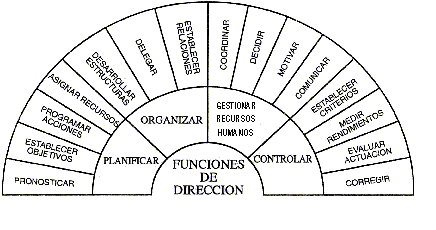 PRONOSTICAR
ESTABLECER
OBJETIVOS
PROGRAMAR
ACCIONES
ASIGNAR RECURSOS
DESARROLLAR
ESTRUCTURAS
DELEGAR
ESTABLECER
RELACIONES
COORDINAR
DECIDIR
MOTIVAR
COMUNICAR
ESTABLECER
CRITERIOS
MEDIR
RENDIMIENTOS
EVALUAR
ACTUACION
CORREGIR
PLANIFICAR
ORGANIZAR
GESTIONAR
RECURSOS
HUMANOS
CONTROLAR
FUNCIONES
DE
DIRECCION